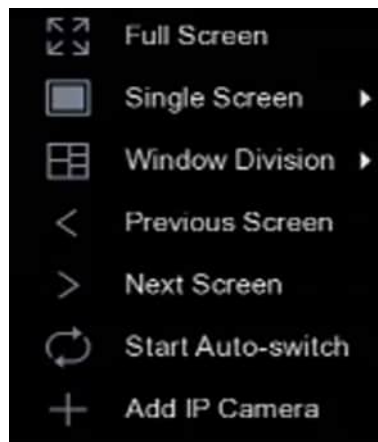 Full Screen
Single Screen
Window Division
Previous Screen
Next Screen
Start Auto-switch
Add IP Camera